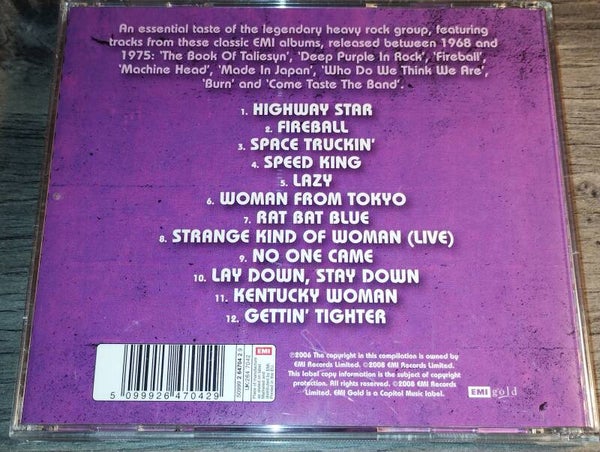 An essential taste of the legendary heavy rock group, featuring
tracks from these classic EMI albums, released between 1968 and
1975: 'The Book Of Taliesyn', 'Deep Purple In Rock', 'Fireball',
'Machine Head', 'Made In Japan', 'Who Do We Think We Are',
'Burn' and 'Come Taste The Band'.
1. HIGHWAY STAR
2. FIREBALL
3. SPACE TRUCKIN'
4. SPEED KING
5. LAZY
6. WOMAN FROM TOKYO
7. RAT BAT BLUE
8. STRANGE KIND OF WOMAN (LIVE)
9. NO ONE CAME
10. LAY DOWN, STAY DOWN
11. KENTUCKY WOMAN
12. GETTIN' TIGHTER
5 099926 470429
EMI
℗2006 The copyright in this compilation is owned by
EMI Records Limited. ©2008 EMI Records Limited.
This label copy information is the subject of copyright
protection. All rights reserved. ©2008 EMI Records
Limited. EMI Gold is a Capitol Music label.
EMI gold